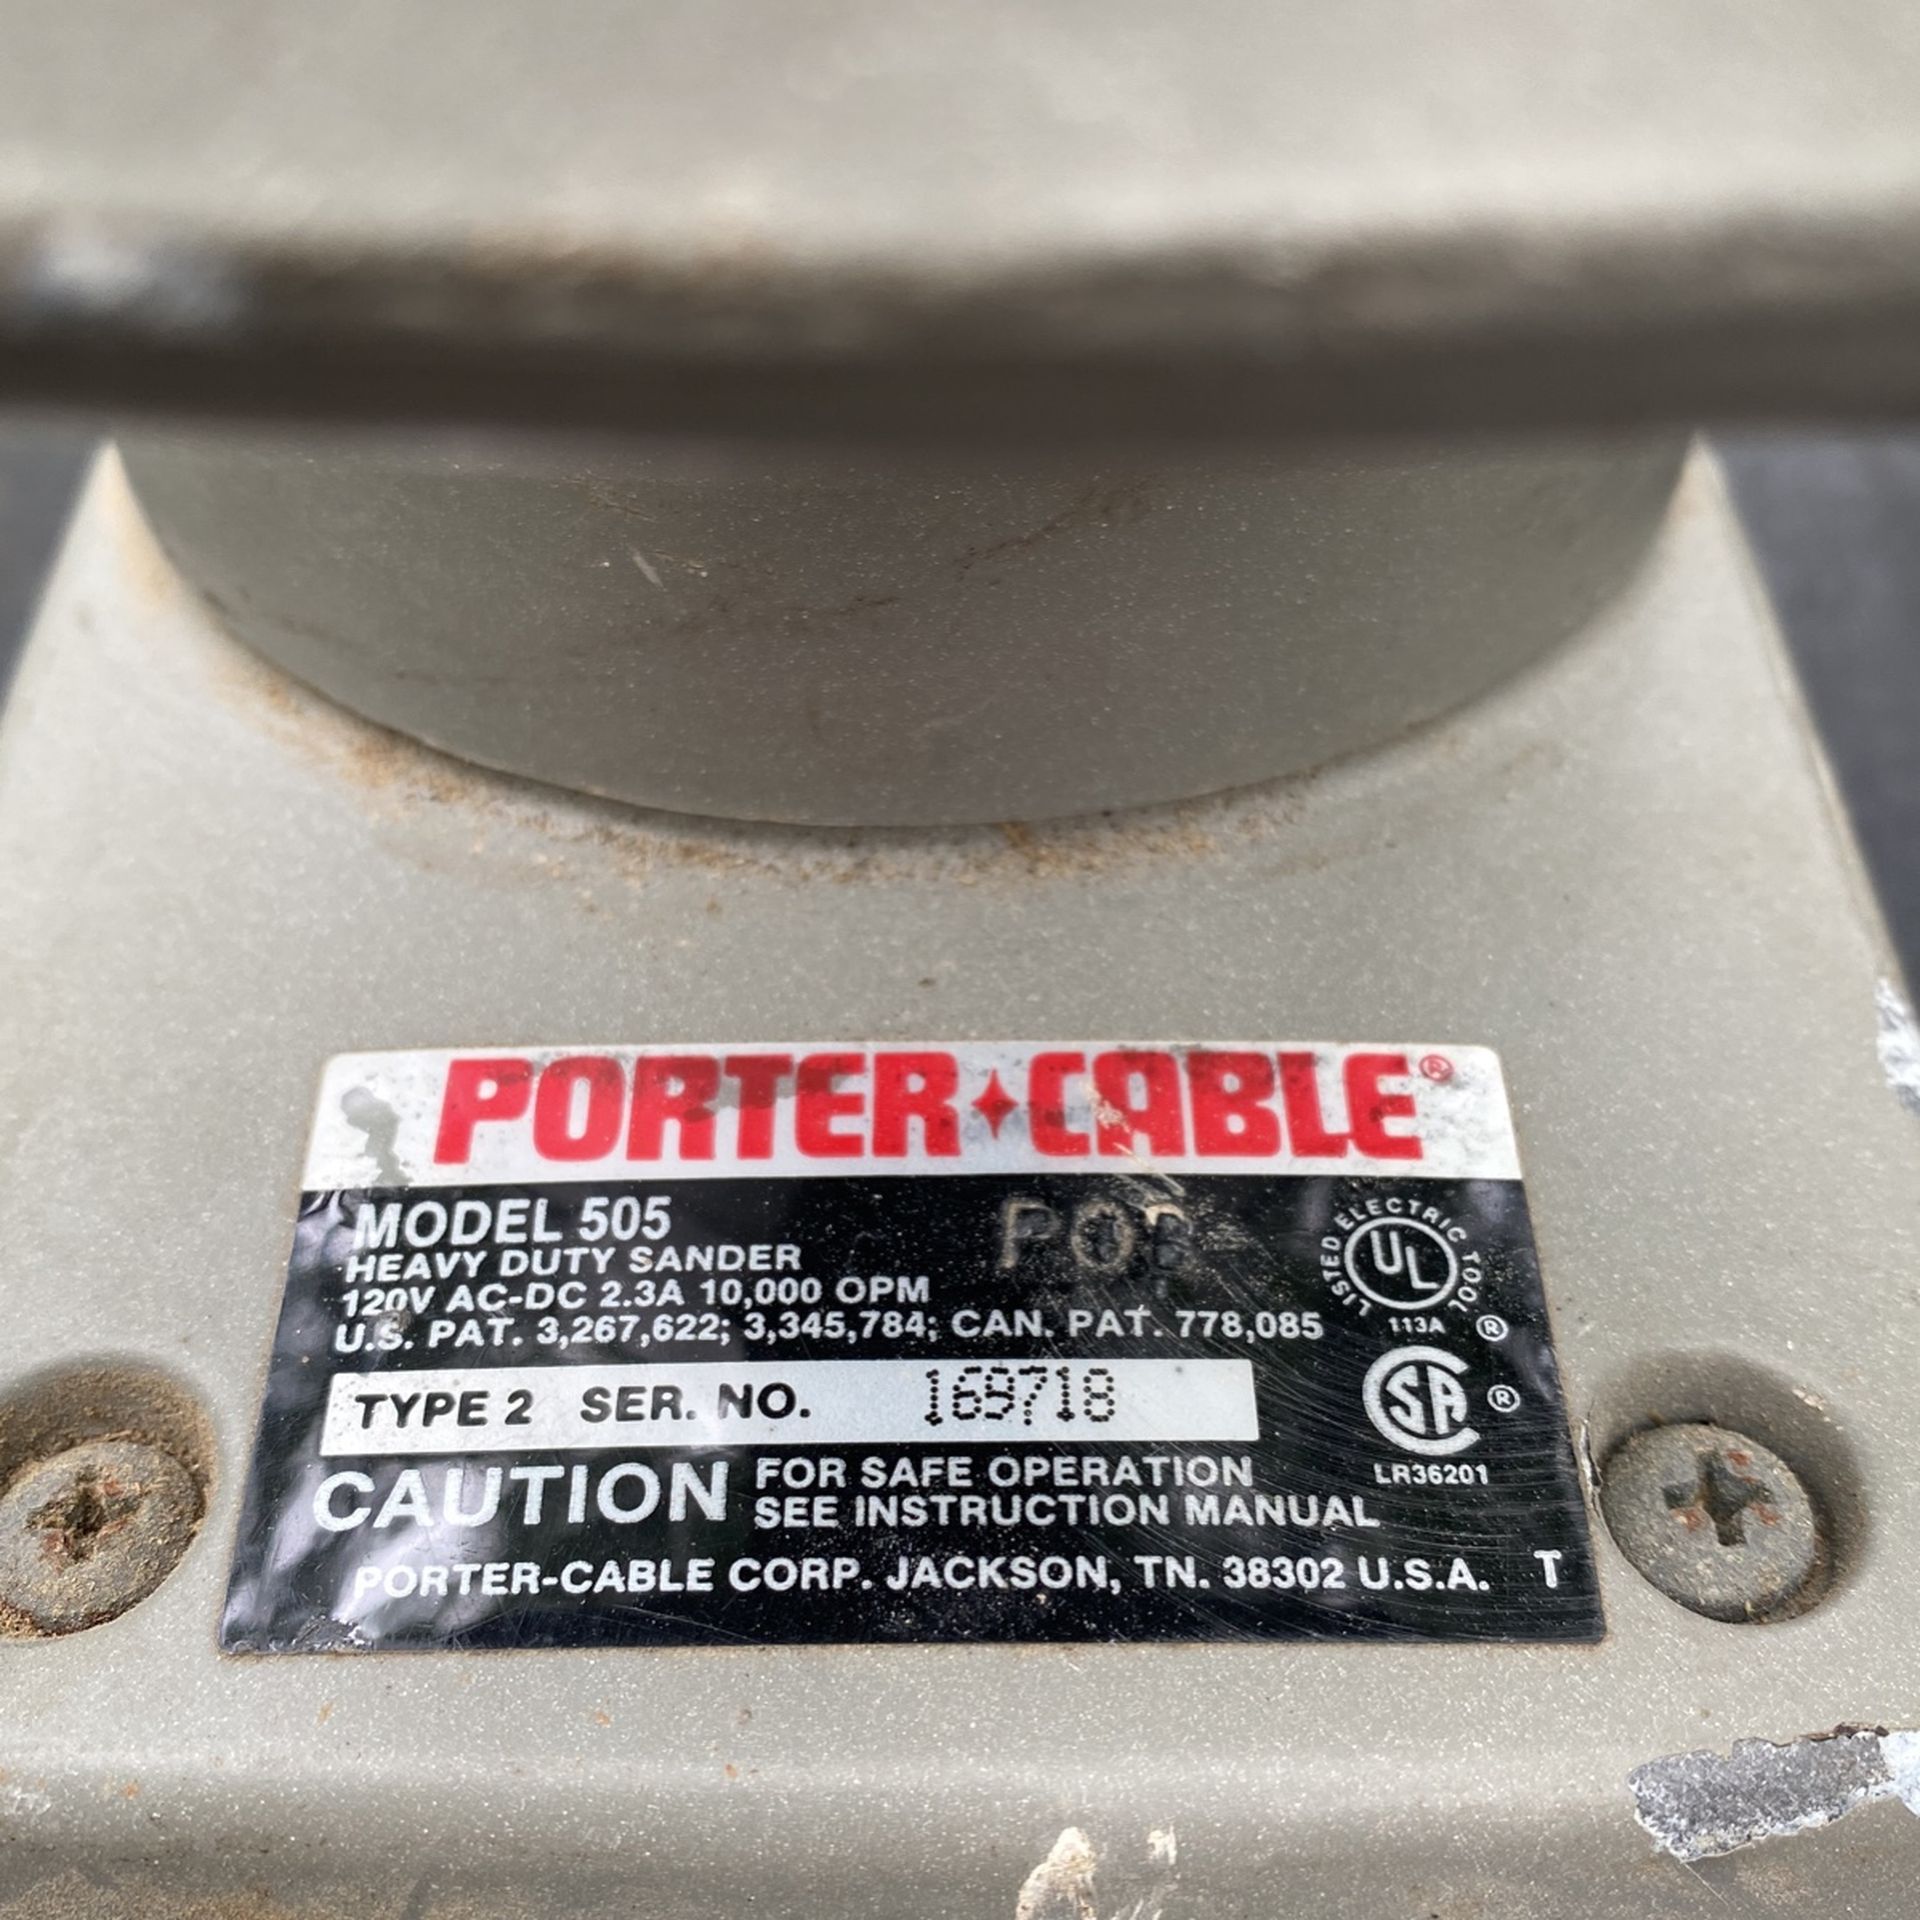 PORTER✦CABLE®
MODEL 505
HEAVY DUTY SANDER
120V AC-DC 2.3A 10,000 OPM
U.S. PAT. 3,267,622; 3,345,784; CAN. PAT. 778,085
LISTED ELECTRIC TOOL
UL
113A ®
TYPE 2 SER. NO. 169718
CSA ®
LR36201
CAUTION FOR SAFE OPERATION
SEE INSTRUCTION MANUAL
PORTER-CABLE CORP. JACKSON, TN. 38302 U.S.A. T